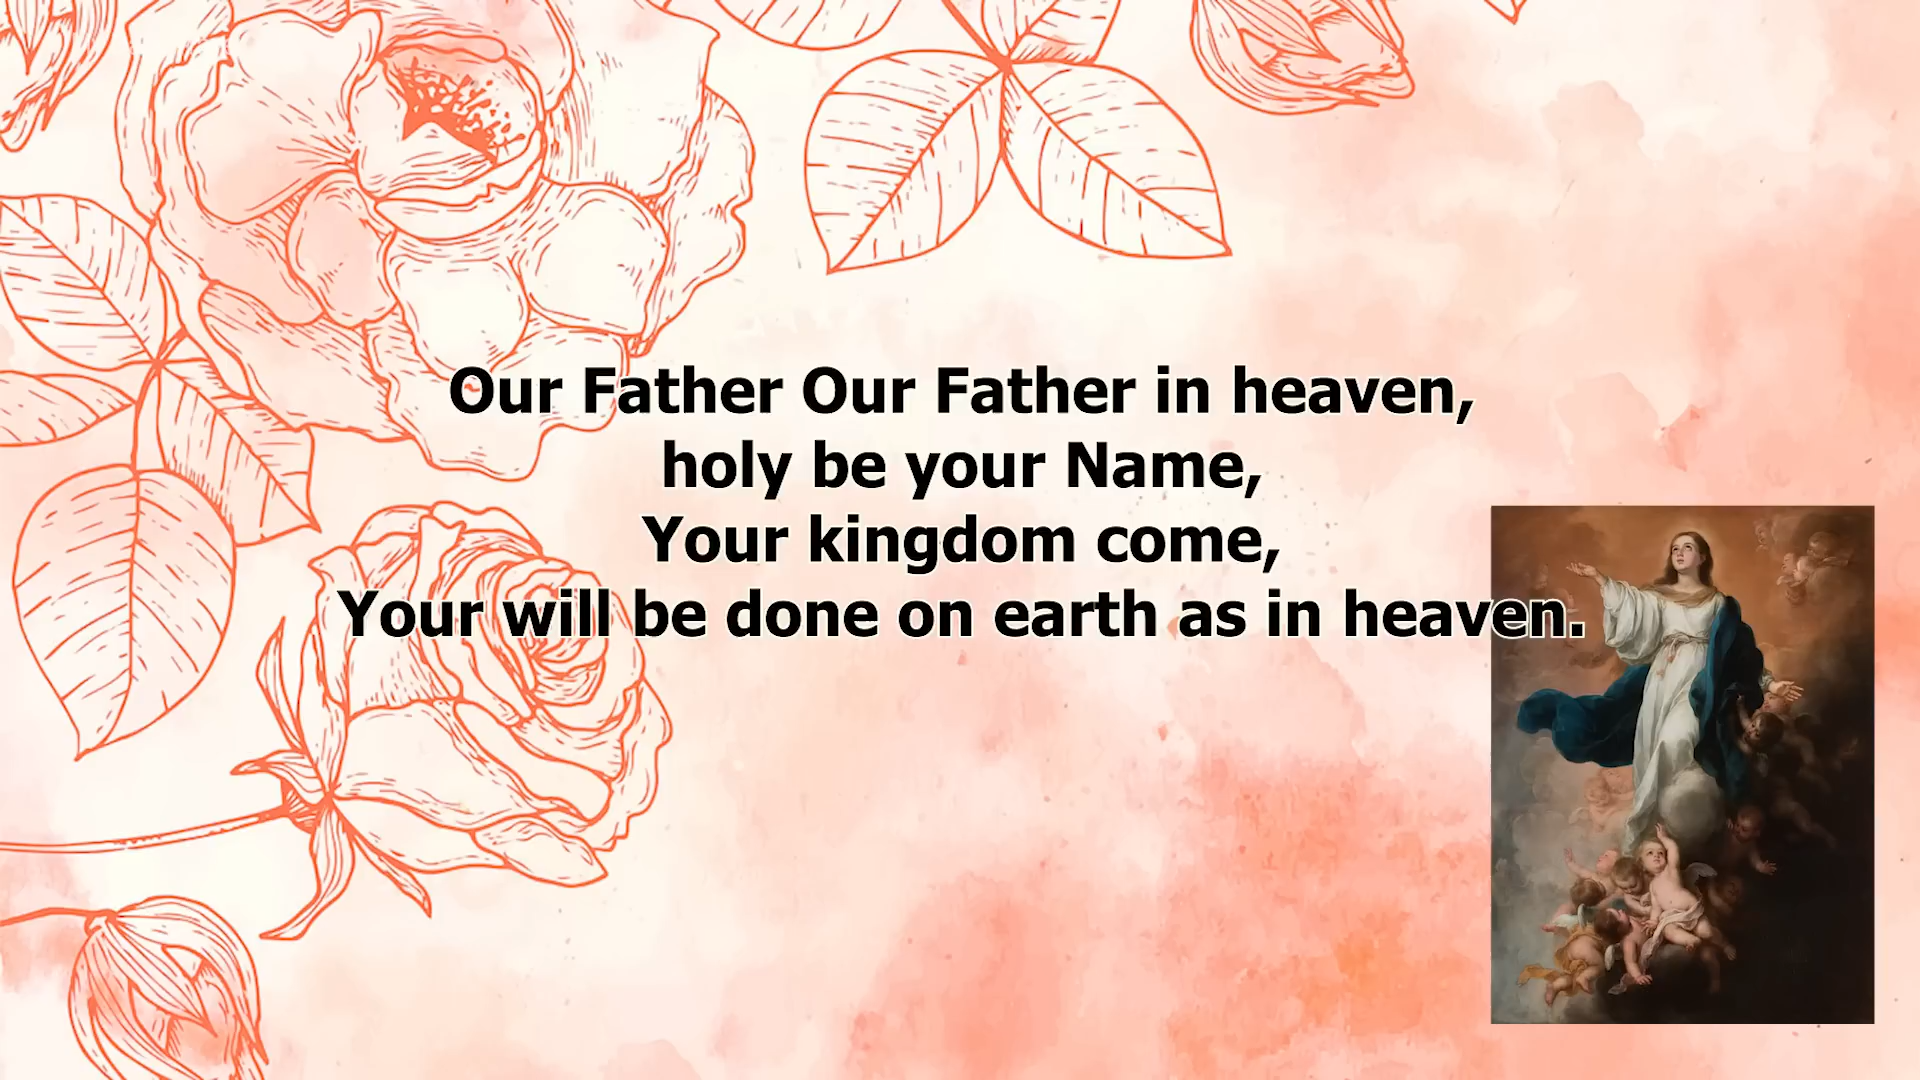 Our Father Our Father in heaven,
holy be your Name,
Your kingdom come,
Your will be done on earth as in heaven.